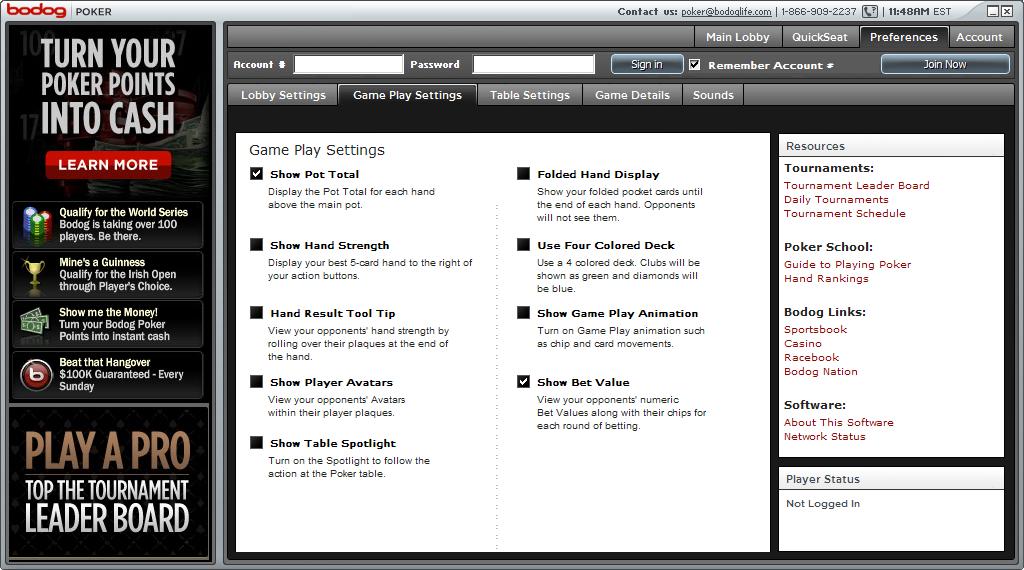 bodog | POKER
Contact us: poker@bodoglife.com | 1-866-909-2237 | 11:48AM EST
TURN YOUR
POKER POINTS
INTO CASH
LEARN MORE
Qualify for the World Series
Bodog is taking over 100
players. Be there.
Mine's a Guinness
Qualify for the Irish Open
through Player's Choice.
Show me the Money!
Turn your Bodog Poker
Points into instant cash
Beat that Hangover
$100K Guaranteed - Every
Sunday
PLAY A PRO
TOP THE TOURNAMENT
LEADER BOARD
Main Lobby QuickSeat Preferences Account
Account # Password Sign in Remember Account # Join Now
Lobby Settings Game Play Settings Table Settings Game Details Sounds
Game Play Settings
Show Pot Total
Display the Pot Total for each hand
above the main pot.
Show Hand Strength
Display your best 5-card hand to the right of
your action buttons.
Hand Result Tool Tip
View your opponents' hand strength by
rolling over their plaques at the end of
the hand.
Show Player Avatars
View your opponents' Avatars
within their player plaques.
Show Table Spotlight
Turn on the Spotlight to follow the
action at the Poker table.
Folded Hand Display
Show your folded pocket cards until
the end of each hand. Opponents
will not see them.
Use Four Colored Deck
Use a 4 colored deck. Clubs will be
shown as green and diamonds will
be blue.
Show Game Play Animation
Turn on Game Play animation such
as chip and card movements.
Show Bet Value
View your opponents' numeric
Bet Values along with their chips for
each round of betting.
Resources
Tournaments:
Tournament Leader Board
Daily Tournaments
Tournament Schedule
Poker School:
Guide to Playing Poker
Hand Rankings
Bodog Links:
Sportsbook
Casino
Racebook
Bodog Nation
Software:
About This Software
Network Status
Player Status
Not Logged In